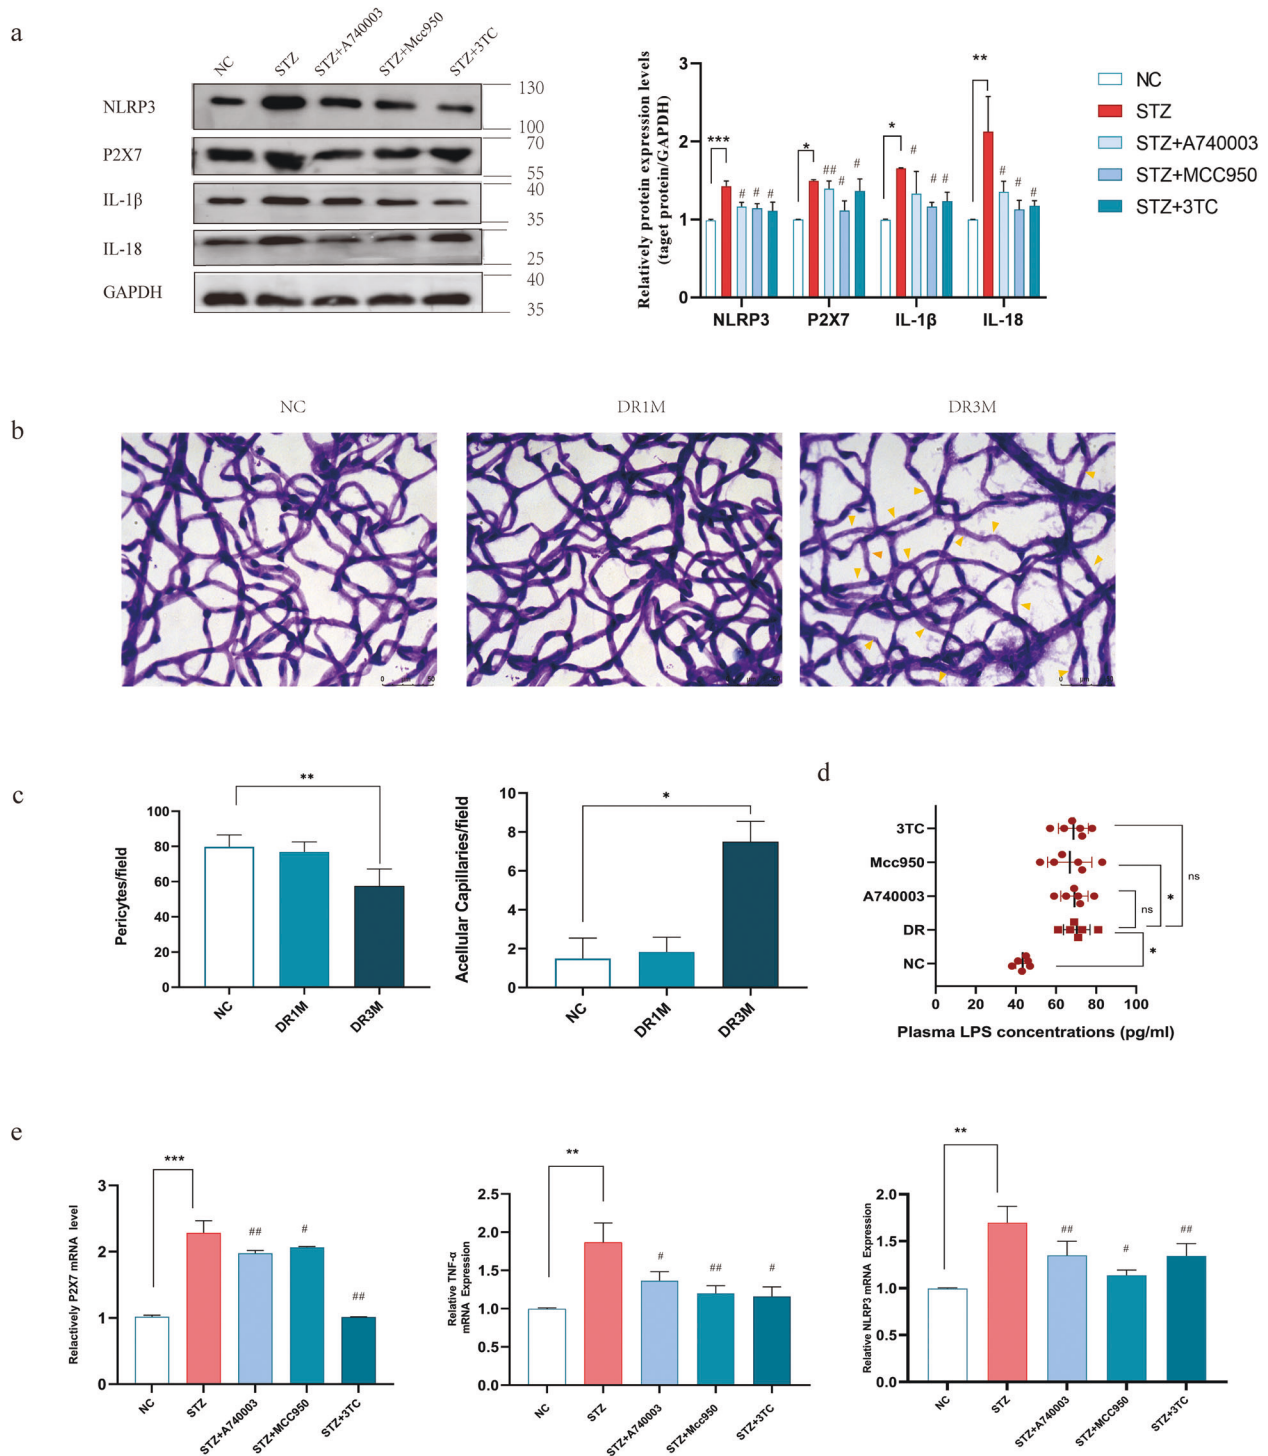 a
NC
STZ
STZ+A740003
STZ+Mcc950
STZ+3TC
NLRP3
130
100
P2X7
70
55
IL-1β
40
35
IL-18
25
GAPDH
40
35
Relatively protein expression levels
(taget protein/GAPDH)
3
2
1
0
***
#
#
#
*
##
#
#
*
#
# #
**
#
#
#
NLRP3
P2X7
IL-1β
IL-18
NC
STZ
STZ+A740003
STZ+MCC950
STZ+3TC
b
NC
DR1M
DR3M
0 µm 50
c
Pericytes/field
100
80
60
40
20
0
**
NC
DR1M
DR3M
Acellular Capillaries/field
10
8
6
4
2
0
*
NC
DR1M
DR3M
d
3TC
Mcc950
A740003
DR
NC
ns
*
ns
*
0 20 40 60 80 100
Plasma LPS concentrations (pg/ml)
e
Relactively P2X7 mRNA level
3
2
1
0
***
##
#
##
NC
STZ
STZ+A740003
STZ+MCC950
STZ+3TC
Relative TNF-α
mRNA Expression
2.5
2.0
1.5
1.0
0.5
0.0
**
#
##
#
NC
STZ
STZ+A740003
STZ+Mcc950
STZ+3TC
Relative NLRP3 mRNA Expression
2.0
1.5
1.0
0.5
0.0
**
##
#
##
NC
STZ
STZ+A740003
STZ+MCC950
STZ+3TC